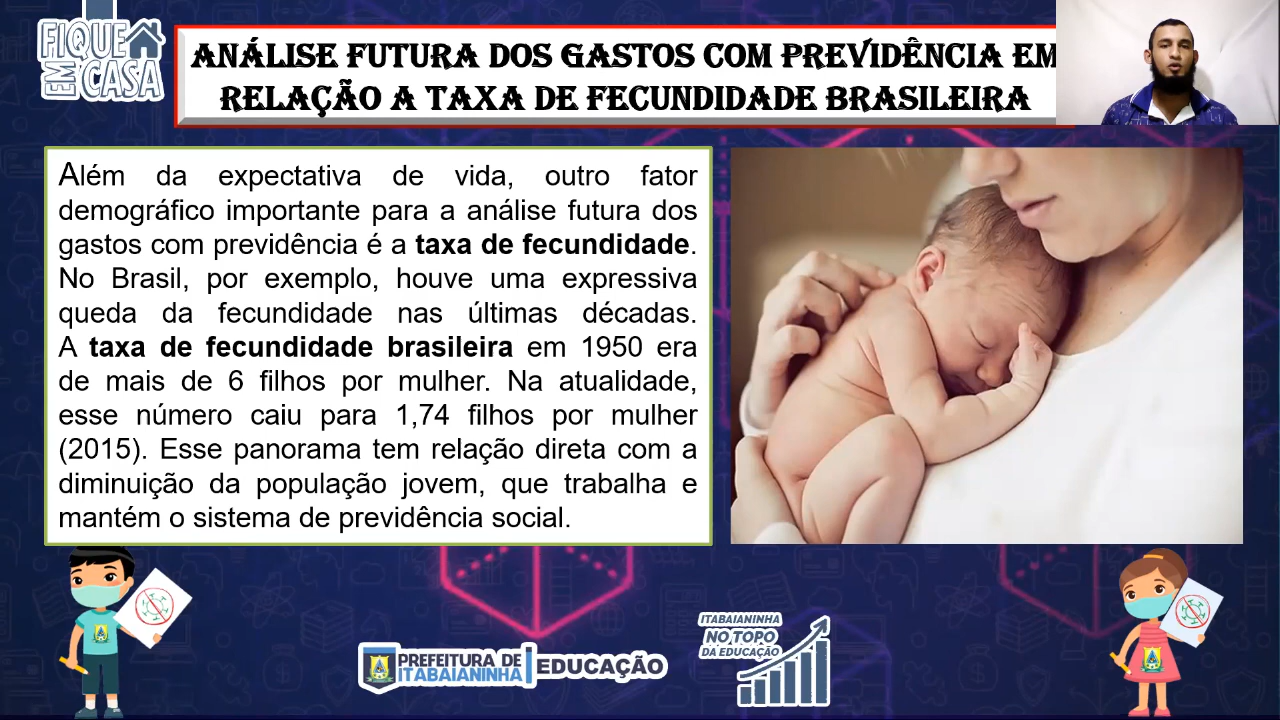 FIQUE
EM
CASA
ANÁLISE FUTURA DOS GASTOS COM PREVIDÊNCIA EM
RELAÇÃO A TAXA DE FECUNDIDADE BRASILEIRA
Além da expectativa de vida, outro fator
demográfico importante para a análise futura dos
gastos com previdência é a taxa de fecundidade.
No Brasil, por exemplo, houve uma expressiva
queda da fecundidade nas últimas décadas.
A taxa de fecundidade brasileira em 1950 era
de mais de 6 filhos por mulher. Na atualidade,
esse número caiu para 1,74 filhos por mulher
(2015). Esse panorama tem relação direta com a
diminuição da população jovem, que trabalha e
mantém o sistema de previdência social.
PREFEITURA DE
ITABAIANINHA
EDUCAÇÃO
ITABAIANINHA
NO TOPO
DA EDUCAÇÃO